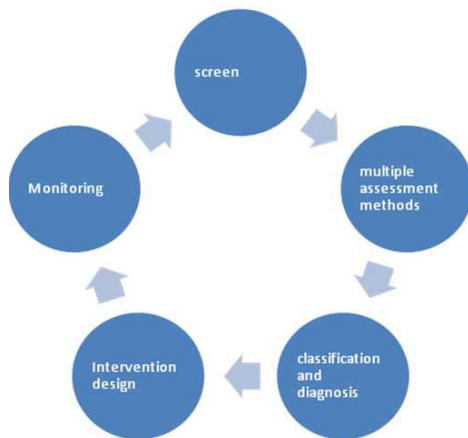 screen
multiple
assessment
methods
classification
and
diagnosis
Intervention
design
Monitoring